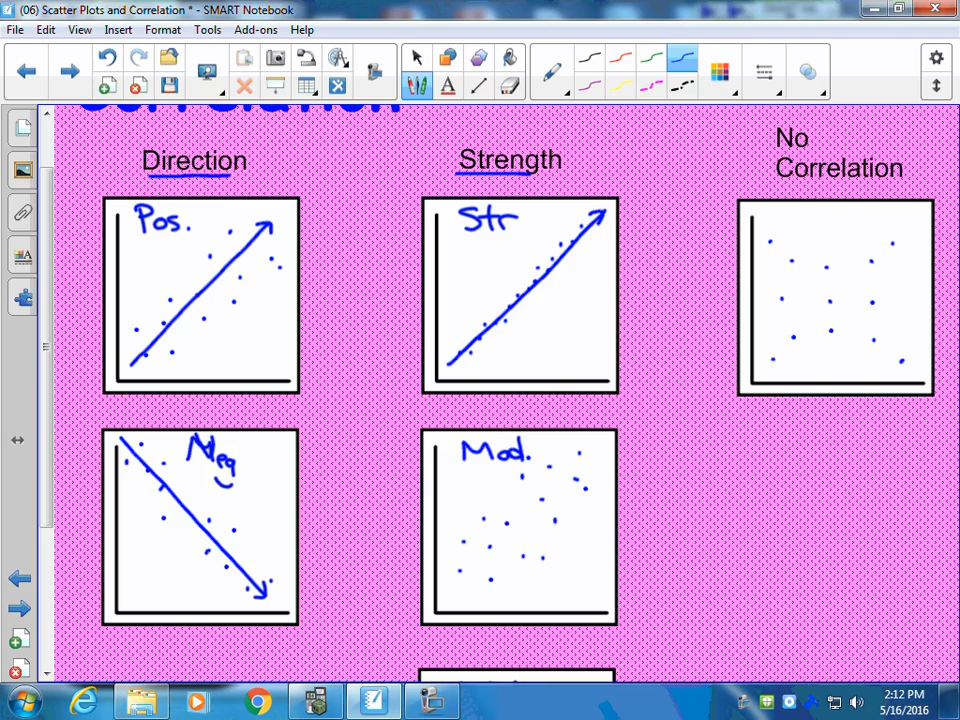 (06) Scatter Plots and Correlation * - SMART Notebook
File Edit View Insert Format Tools Add-ons Help
Correlation
Direction
Strength
No
Correlation
Pos.
Str
Neg
Mod.
2:12 PM
5/16/2016